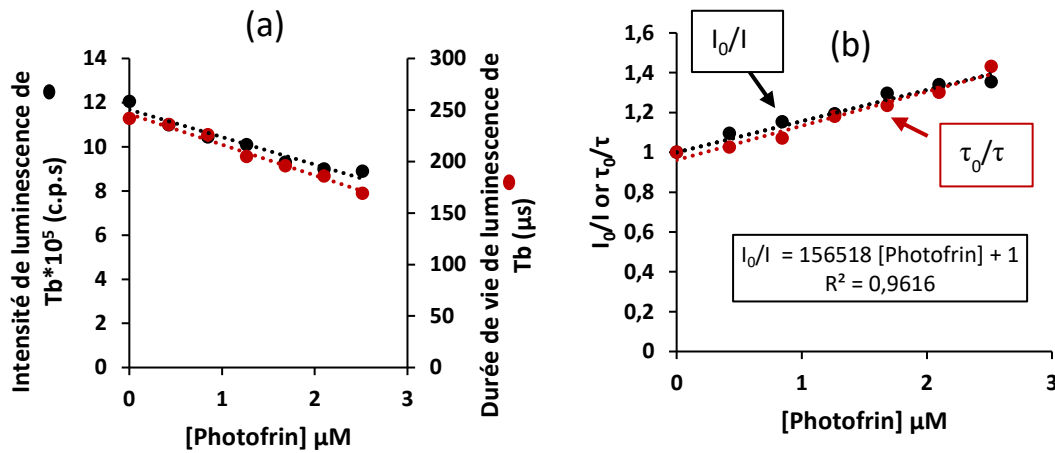 (a)
Intensité de luminescence de
Tb*10⁵ (c.p.s)
14
12
10
8
6
4
2
0
300
250
200
150
100
50
0
Durée de vie de luminescence de
Tb (µs)
0
1
2
3
[Photofrin] µM
(b)
I₀/I or τ₀/τ
1,6
1,4
1,2
1
0,8
0,6
0,4
0,2
0
I₀/I
τ₀/τ
I₀/I = 156518 [Photofrin] + 1
R² = 0,9616
0
1
2
3
[Photofrin] µM